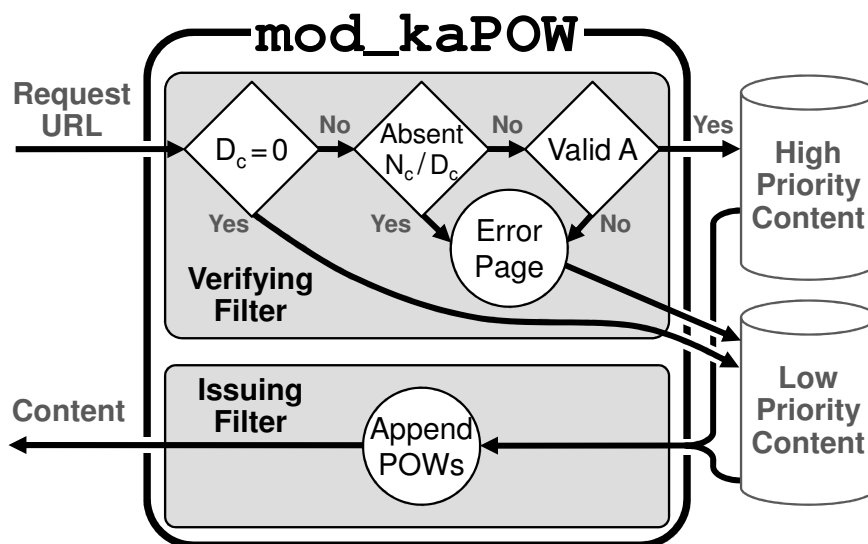 mod_kaPOW
Request
URL
D_c = 0
No
Absent
N_c / D_c
No
Valid A
Yes
High
Priority
Content
Yes
Yes
No
Error
Page
Verifying
Filter
Low
Priority
Content
Issuing
Filter
Content
Append
POWs